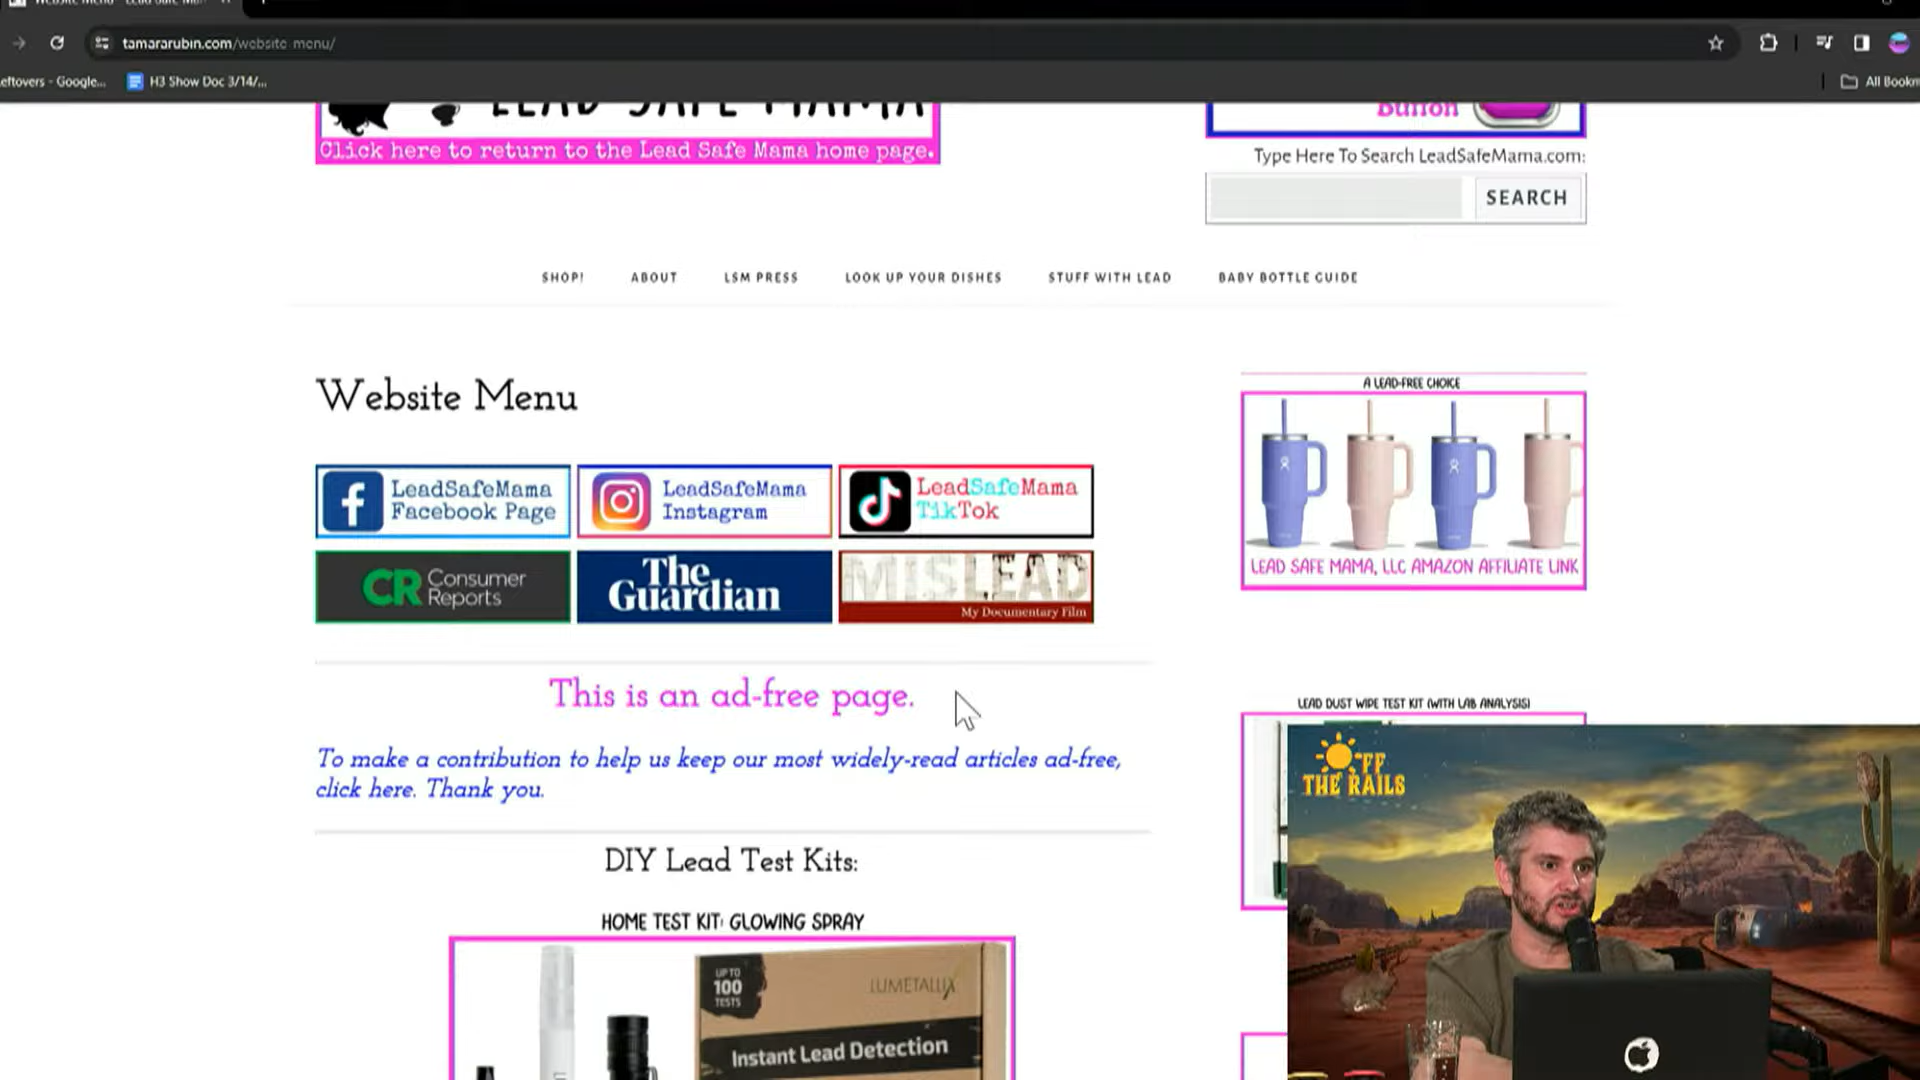 tamararubin.com/website-menu/
eftovers - Google...
H3 Show Doc 3/14/...
All Bookm
LEAD SAFE MAMA
Click here to return to the Lead Safe Mama home page.
Button
Type Here To Search LeadSafeMama.com:
SEARCH
SHOP!
ABOUT
LSM PRESS
LOOK UP YOUR DISHES
STUFF WITH LEAD
BABY BOTTLE GUIDE
Website Menu
LeadSafeMama
Facebook Page
LeadSafeMama
Instagram
LeadSafeMama
TikTok
CR Consumer
Reports
The
Guardian
MISLEAD
My Documentary Film
This is an ad-free page.
To make a contribution to help us keep our most widely-read articles ad-free,
click here. Thank you.
DIY Lead Test Kits:
HOME TEST KIT: GLOWING SPRAY
UP TO
100
TESTS
LUMETALLIX
Instant Lead Detection
A LEAD-FREE CHOICE
LEAD SAFE MAMA, LLC AMAZON AFFILIATE LINK
LEAD DUST WIPE TEST KIT (WITH LAB ANALYSIS)
OFF
THE RAILS